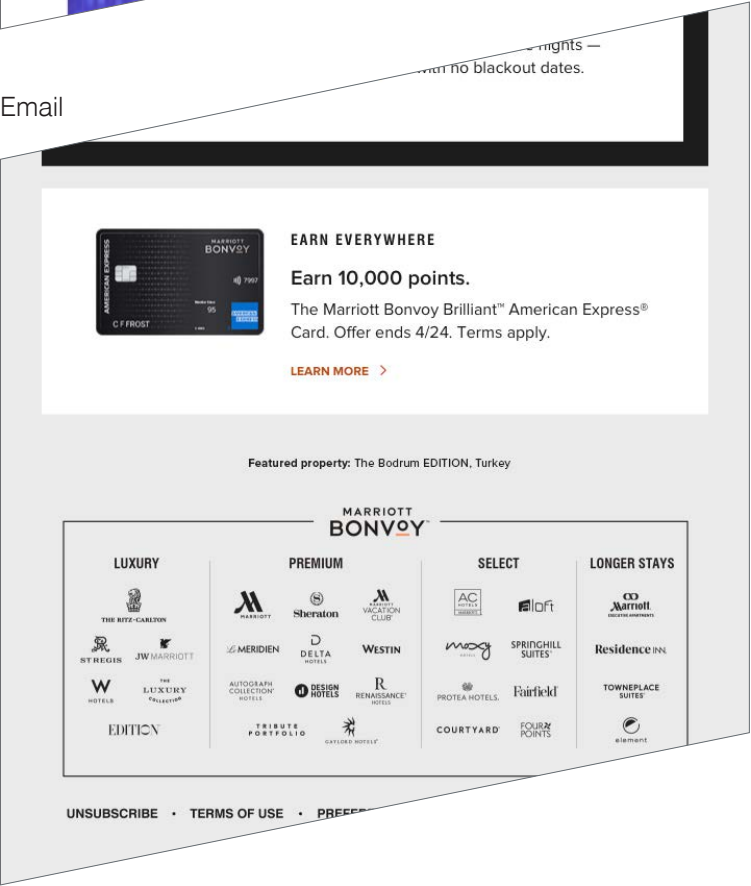 nights —
with no blackout dates.
Email
EARN EVERYWHERE
AMERICAN EXPRESS
MARRIOTT
BONVOY
7997
95
C F FROST
Earn 10,000 points.
The Marriott Bonvoy Brilliant™ American Express®
Card. Offer ends 4/24. Terms apply.
LEARN MORE
Featured property: The Bodrum EDITION, Turkey
MARRIOTT
BONVOY™
LUXURY
THE RITZ-CARLTON
ST REGIS
JW MARRIOTT
W
HOTELS
THE
LUXURY
COLLECTION
EDITION
PREMIUM
MARRIOTT
Sheraton
MARRIOTT
VACATION
CLUB
Le MERIDIEN
DELTA
HOTELS
WESTIN
AUTOGRAPH
COLLECTION
HOTELS
DESIGN
HOTELS
R
RENAISSANCE
HOTELS
TRIBUTE
PORTFOLIO
GAYLORD HOTELS
SELECT
AC
HOTELS
MARRIOTT
aloft
moxy
HOTELS
SPRINGHILL
SUITES
PROTEA HOTELS.
Fairfield
COURTYARD
FOUR
POINTS
LONGER STAYS
Marriott
EXECUTIVE APARTMENTS
Residence INN.
TOWNEPLACE
SUITES
element
UNSUBSCRIBE • TERMS OF USE •